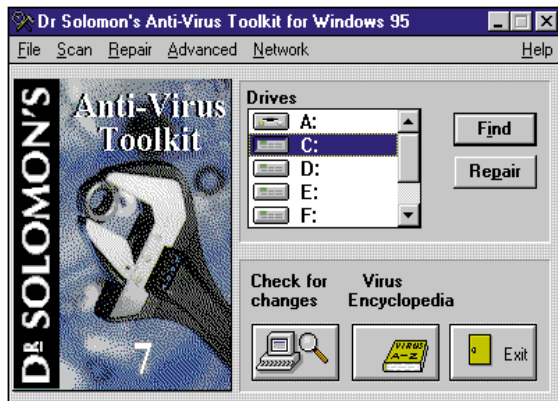 Dr Solomon's Anti-Virus Toolkit for Windows 95
File Scan Repair Advanced Network Help
DR SOLOMON'S
Anti-Virus
Toolkit
7
Drives
A:
C:
D:
E:
F:
Find
Repair
Check for
changes
Virus
Encyclopedia
VIRUS
A-Z
Exit